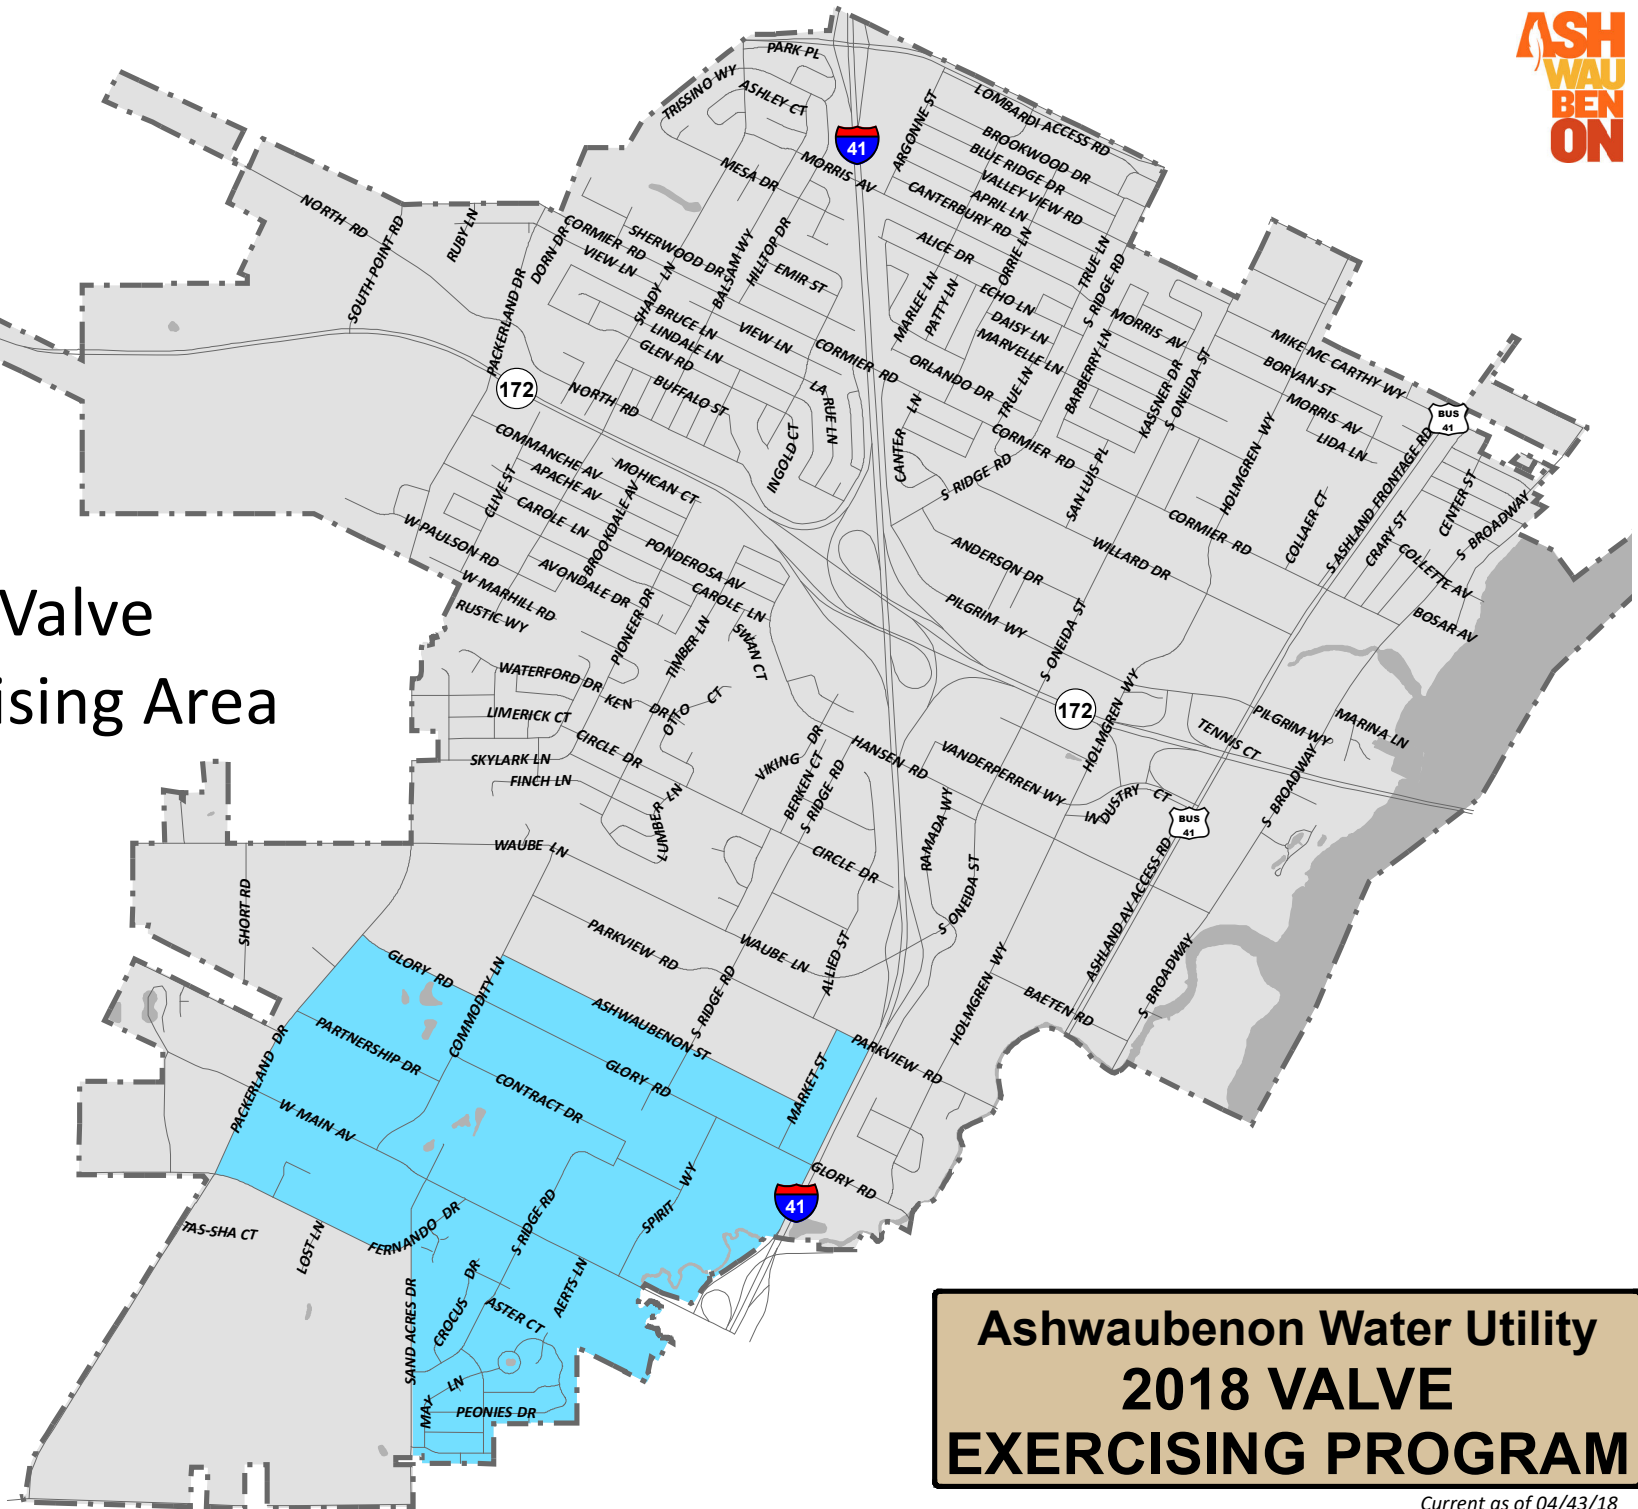 ASH
WAU
BEN
ON
PARK PL
TRISSINO WY
ASHLEY CT
41
ARGONNE ST
LOMBARDI ACCESS RD
BROOKWOOD DR
BLUE RIDGE DR
VALLEY VIEW RD
APRIL LN
CANTERBURY RD
MORRIS AV
MESA DR
NORTH RD
SOUTH POINT RD
RUBY LN
DORN DR
CORMIER RD
VIEW LN
SHERWOOD DR
SHADY LN
BALSAM WY
HILLTOP DR
EMIR ST
ALICE DR
ORRIE LN
TRUE LN
S RIDGE RD
PACKERLAND DR
BRUCE LN
LINDALE LN
GLEN RD
VIEW LN
CORMIER RD
MARLEE LN
PATTY LN
ECHO LN
DAISY LN
MARVELLE LN
ORLANDO DR
MORRIS AV
BARBERRY LN
KASSNER DR
S ONEIDA ST
MIKE MC CARTHY WY
BORVAN ST
MORRIS AV
LIDA LN
BUS
41
172
NORTH RD
BUFFALO ST
LA RUE LN
INGOLD CT
CANTER LN
TRUE LN
CORMIER RD
S RIDGE RD
SAN LUIS PL
HOLMGREN WY
COLLAER CT
S ASHLAND FRONTAGE RD
CENTER ST
S BROADWAY
CRARY ST
COLLETTE AV
BOSAR AV
COMMANCHE AV
APACHE AV
MOHICAN CT
CLIVE ST
CAROLE LN
BROOKDALE AV
W PAULSON RD
PONDEROSA AV
AVONDALE DR
CAROLE LN
W MARHILL RD
RUSTIC WY
PIONEER DR
TIMBER LN
SWAN CT
ANDERSON DR
WILLARD DR
CORMIER RD
PILGRIM WY
S ONEIDA ST
Valve
ising Area
WATERFORD DR
KEN DR
OTTO CT
LIMERICK CT
CIRCLE DR
SKYLARK LN
FINCH LN
LUMBER LN
VIKING DR
BERKEN CT
S RIDGE RD
HANSEN RD
VANDERPERREN WY
172
HOLMGREN WY
TENNIS CT
PILGRIM WY
MARINA LN
S BROADWAY
INDUSTRY CT
BUS
41
RAMADA WY
WAUBE LN
CIRCLE DR
S ONEIDA ST
ASHLAND AV ACCESS RD
SHORT RD
PARKVIEW RD
WAUBE LN
ALLIED ST
HOLMGREN WY
BAETEN RD
S BROADWAY
GLORY RD
COMMODITY LN
ASHWAUBENON ST
S RIDGE RD
PARKVIEW RD
PACKERLAND DR
PARTNERSHIP DR
CONTRACT DR
GLORY RD
MARKET ST
W MAIN AV
GLORY RD
41
SPIRIT WY
S RIDGE RD
FERNANDO DR
TAS-SHA CT
LOST LN
SAND ACRES DR
CROCUS DR
ASTER CT
AERTS LN
MAY LN
PEONIES DR
Ashwaubenon Water Utility
2018 VALVE
EXERCISING PROGRAM
Current as of 04/43/18